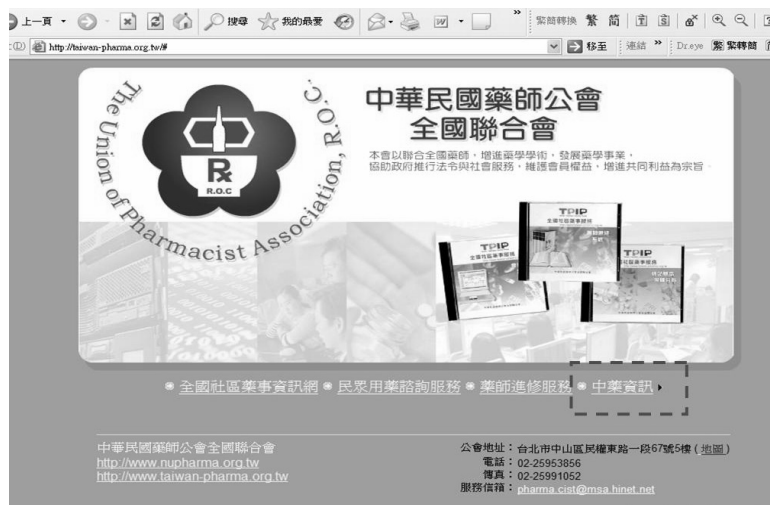 上一頁
搜尋
我的最愛
繁簡轉換 繁 简
http://taiwan-pharma.org.tw/#
移至
連結
Dr.eye
繁 繁轉簡
The Union of Pharmacist Association, R.O.C.
R.O.C
中華民國藥師公會
全國聯合會
本會以聯合全國藥師，增進藥學學術，發展藥學事業，
協助政府推行法令與社會服務，維護會員權益、增進共同利益為宗旨
TPIP
TPIP
TPIP
全國社區藥事資訊網
民眾用藥諮詢服務
藥師進修服務
中藥資訊
中華民國藥師公會全國聯合會
http://www.nupharma.org.tw
http://www.taiwan-pharma.org.tw
公會地址：台北市中山區民權東路一段67號5樓 ( 地圖 )
電話：02-25953856
傳真：02-25991052
服務信箱：pharma.cist@msa.hinet.net